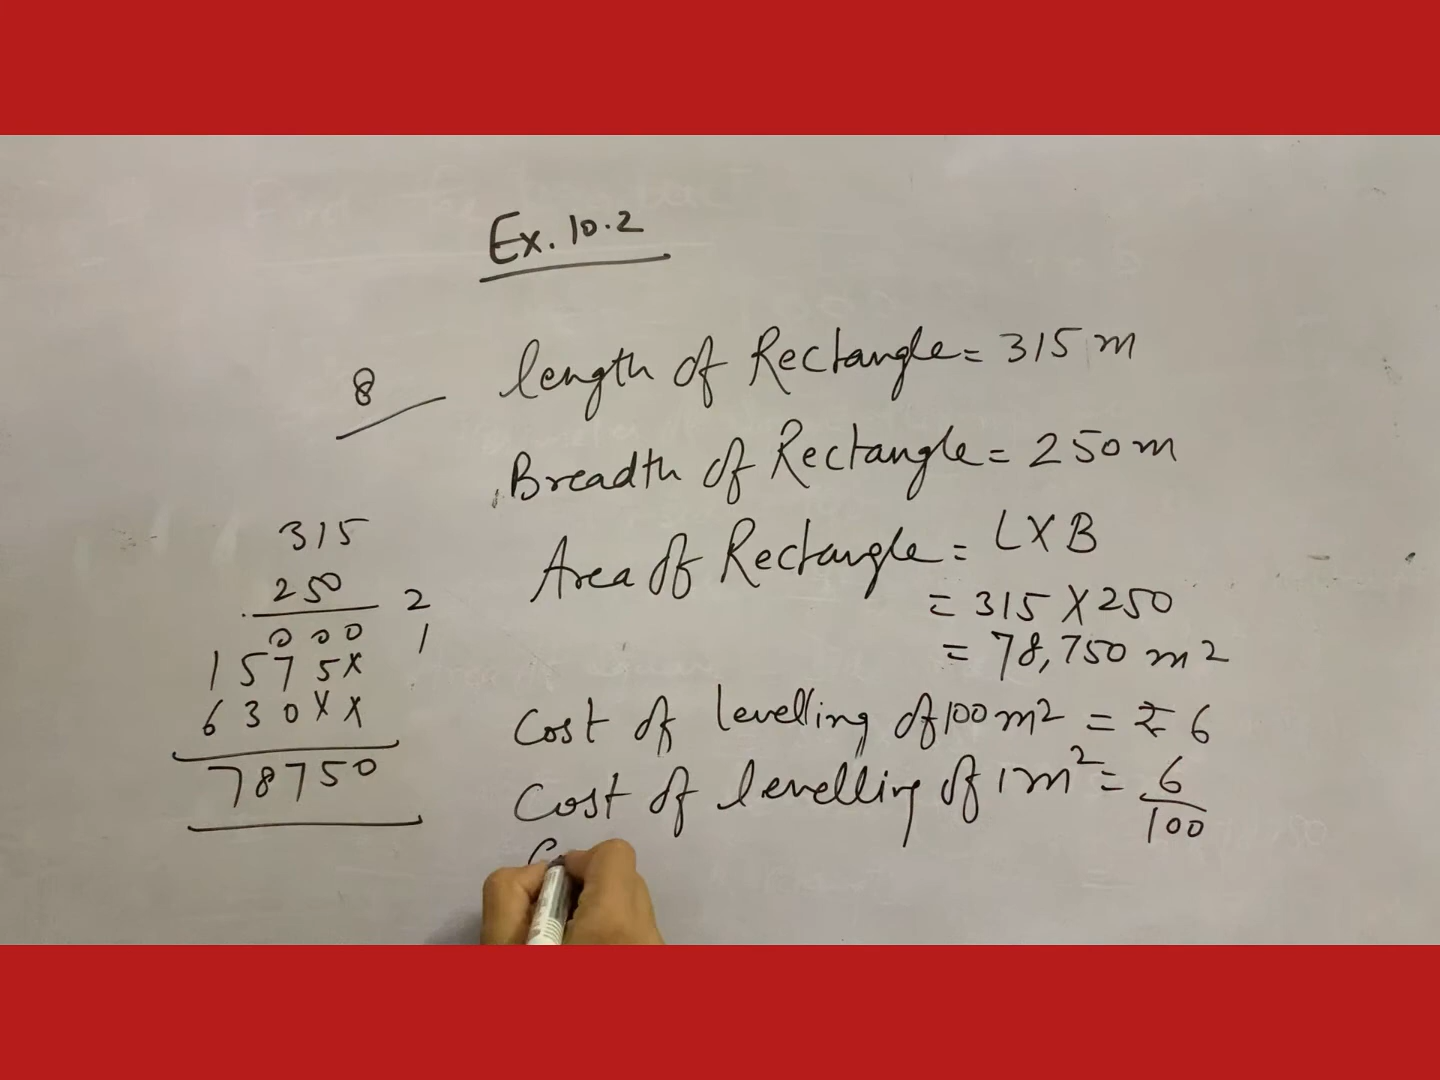 Ex. 10.2
8
length of Rectangle = 315 m
Breadth of Rectangle = 250 m
Area of Rectangle = L X B
= 315 X 250
= 78,750 m2
Cost of levelling of 100 m2 = ₹ 6
Cost of levelling of 1 m² = 6
100
C
315
250
2
000
1
1575X
630XX
78750